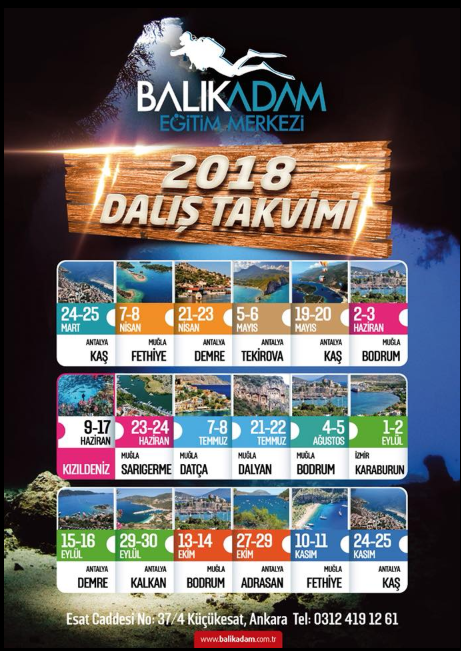 BALIKADAM
EĞİTİM MERKEZİ
2018
DALIŞ TAKVİMİ
24-25
MART
ANTALYA
KAŞ
7-8
NİSAN
MUĞLA
FETHİYE
21-23
NİSAN
ANTALYA
DEMRE
5-6
MAYIS
ANTALYA
TEKİROVA
19-20
MAYIS
ANTALYA
KAŞ
2-3
HAZİRAN
MUĞLA
BODRUM
9-17
HAZİRAN
KIZILDENİZ
23-24
HAZİRAN
MUĞLA
SARIGERME
7-8
TEMMUZ
MUĞLA
DATÇA
21-22
TEMMUZ
MUĞLA
DALYAN
4-5
AĞUSTOS
MUĞLA
BODRUM
1-2
EYLÜL
İZMİR
KARABURUN
15-16
EYLÜL
ANTALYA
DEMRE
29-30
EYLÜL
ANTALYA
KALKAN
13-14
EKİM
MUĞLA
BODRUM
27-29
EKİM
ANTALYA
ADRASAN
10-11
KASIM
MUĞLA
FETHİYE
24-25
KASIM
ANTALYA
KAŞ
Esat Caddesi No: 37/4 Küçükesat, Ankara Tel: 0312 419 12 61
www.balikadam.com.tr